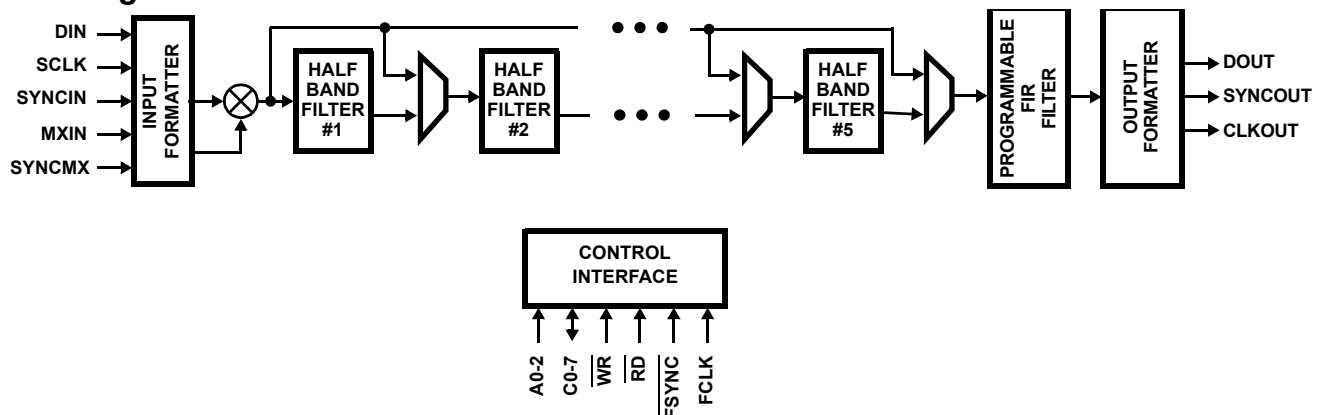 DIN
SCLK
SYNCIN
MXIN
SYNCMX
INPUT
FORMATTER
HALF
BAND
FILTER
#1
HALF
BAND
FILTER
#2
HALF
BAND
FILTER
#5
PROGRAMMABLE
FIR
FILTER
OUTPUT
FORMATTER
DOUT
SYNCOUT
CLKOUT
CONTROL
INTERFACE
A0-2
C0-7
WR
RD
FSYNC
FCLK